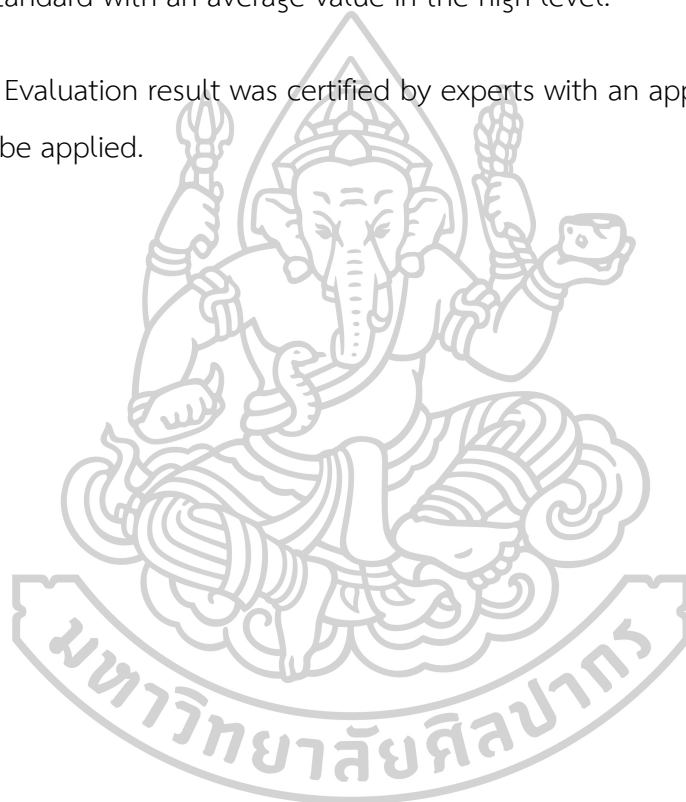 standard with an average value in the high level.
Evaluation result was certified by experts with an app
be applied.
มหาวิทยาลัยศิลปากร